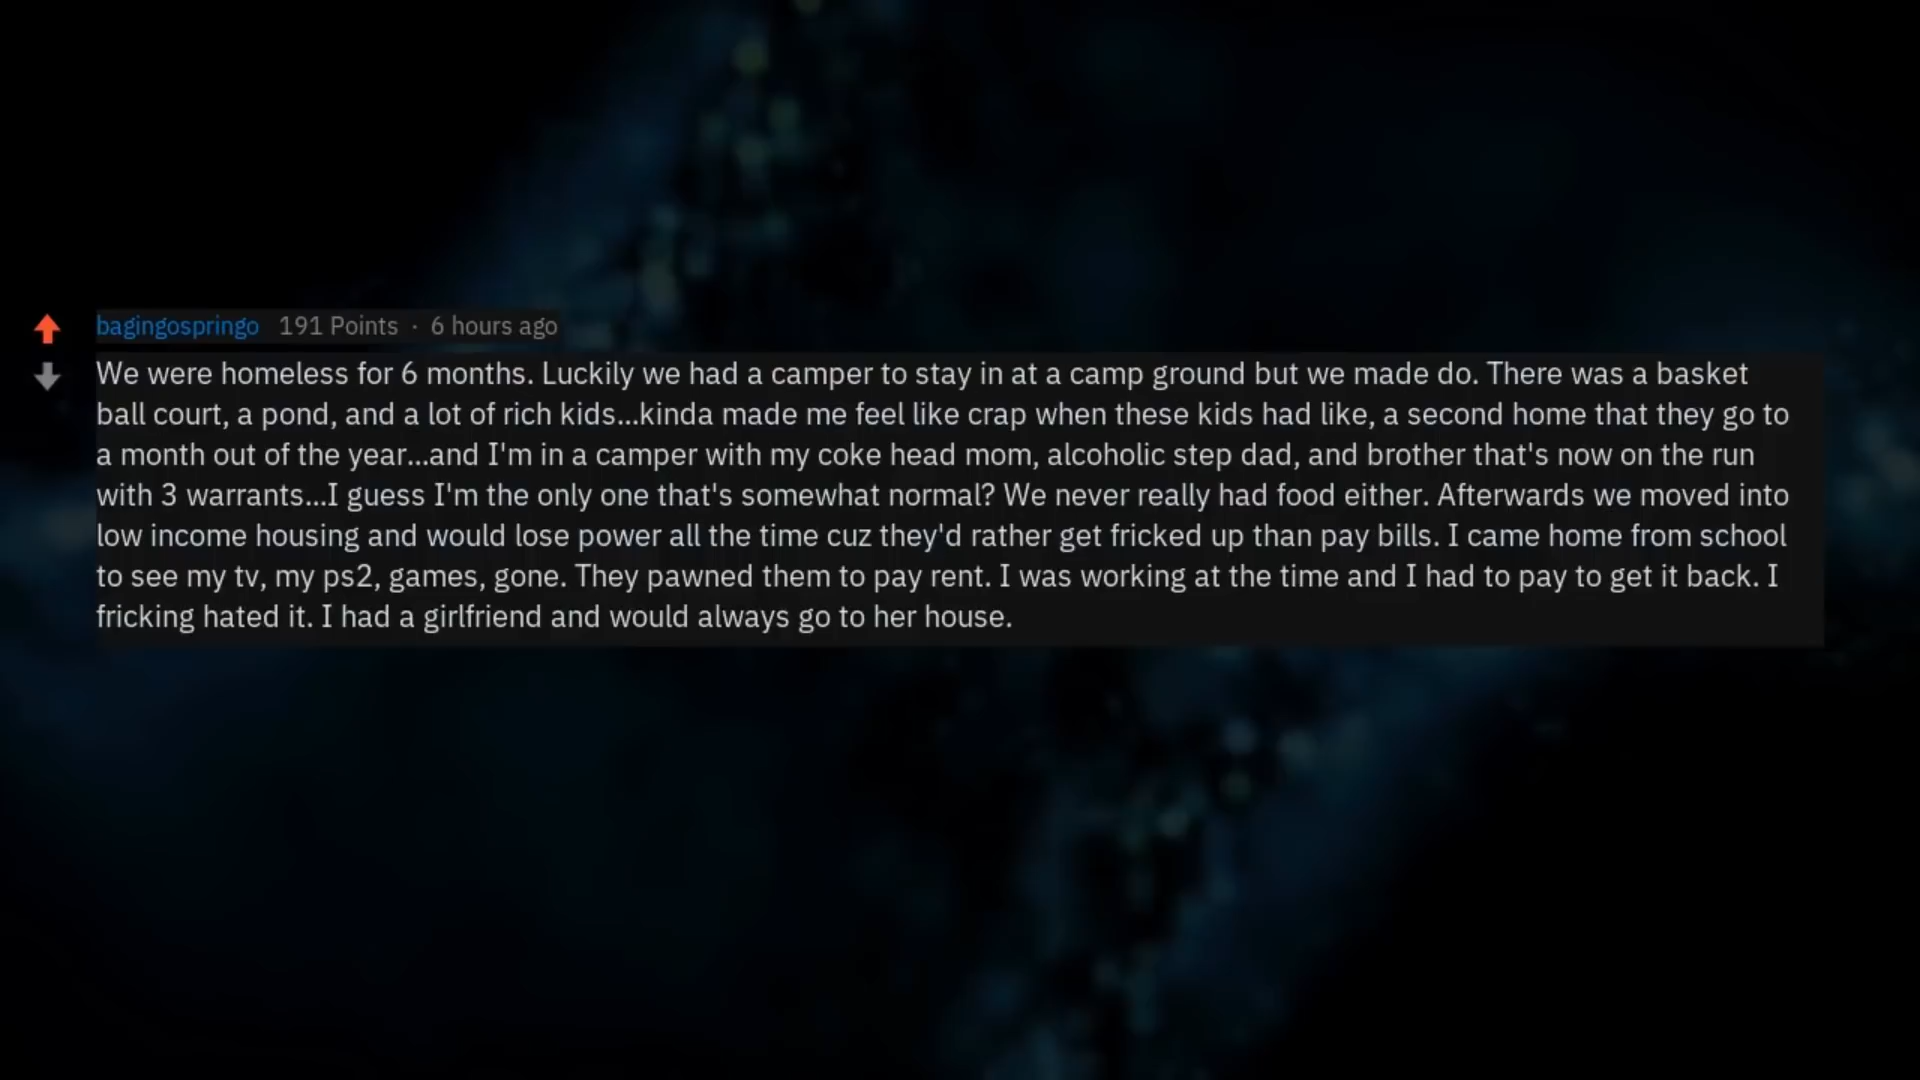 bagingospringo 191 Points · 6 hours ago
We were homeless for 6 months. Luckily we had a camper to stay in at a camp ground but we made do. There was a basket
ball court, a pond, and a lot of rich kids...kinda made me feel like crap when these kids had like, a second home that they go to
a month out of the year...and I'm in a camper with my coke head mom, alcoholic step dad, and brother that's now on the run
with 3 warrants...I guess I'm the only one that's somewhat normal? We never really had food either. Afterwards we moved into
low income housing and would lose power all the time cuz they'd rather get fricked up than pay bills. I came home from school
to see my tv, my ps2, games, gone. They pawned them to pay rent. I was working at the time and I had to pay to get it back. I
fricking hated it. I had a girlfriend and would always go to her house.